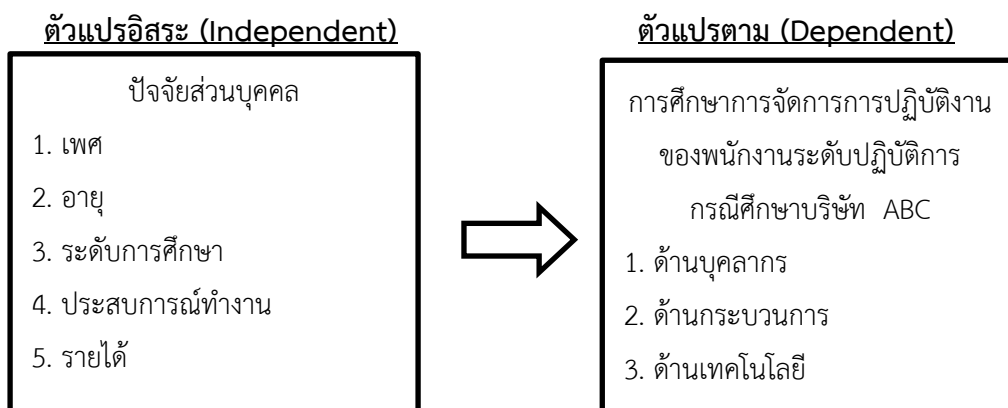 ตัวแปรอิสระ (Independent)
ปัจจัยส่วนบุคคล
1. เพศ
2. อายุ
3. ระดับการศึกษา
4. ประสบการณ์ทำงาน
5. รายได้
ตัวแปรตาม (Dependent)
การศึกษาการจัดการการปฏิบัติงาน
ของพนักงานระดับปฏิบัติการ
กรณีศึกษาบริษัท ABC
1. ด้านบุคลากร
2. ด้านกระบวนการ
3. ด้านเทคโนโลยี